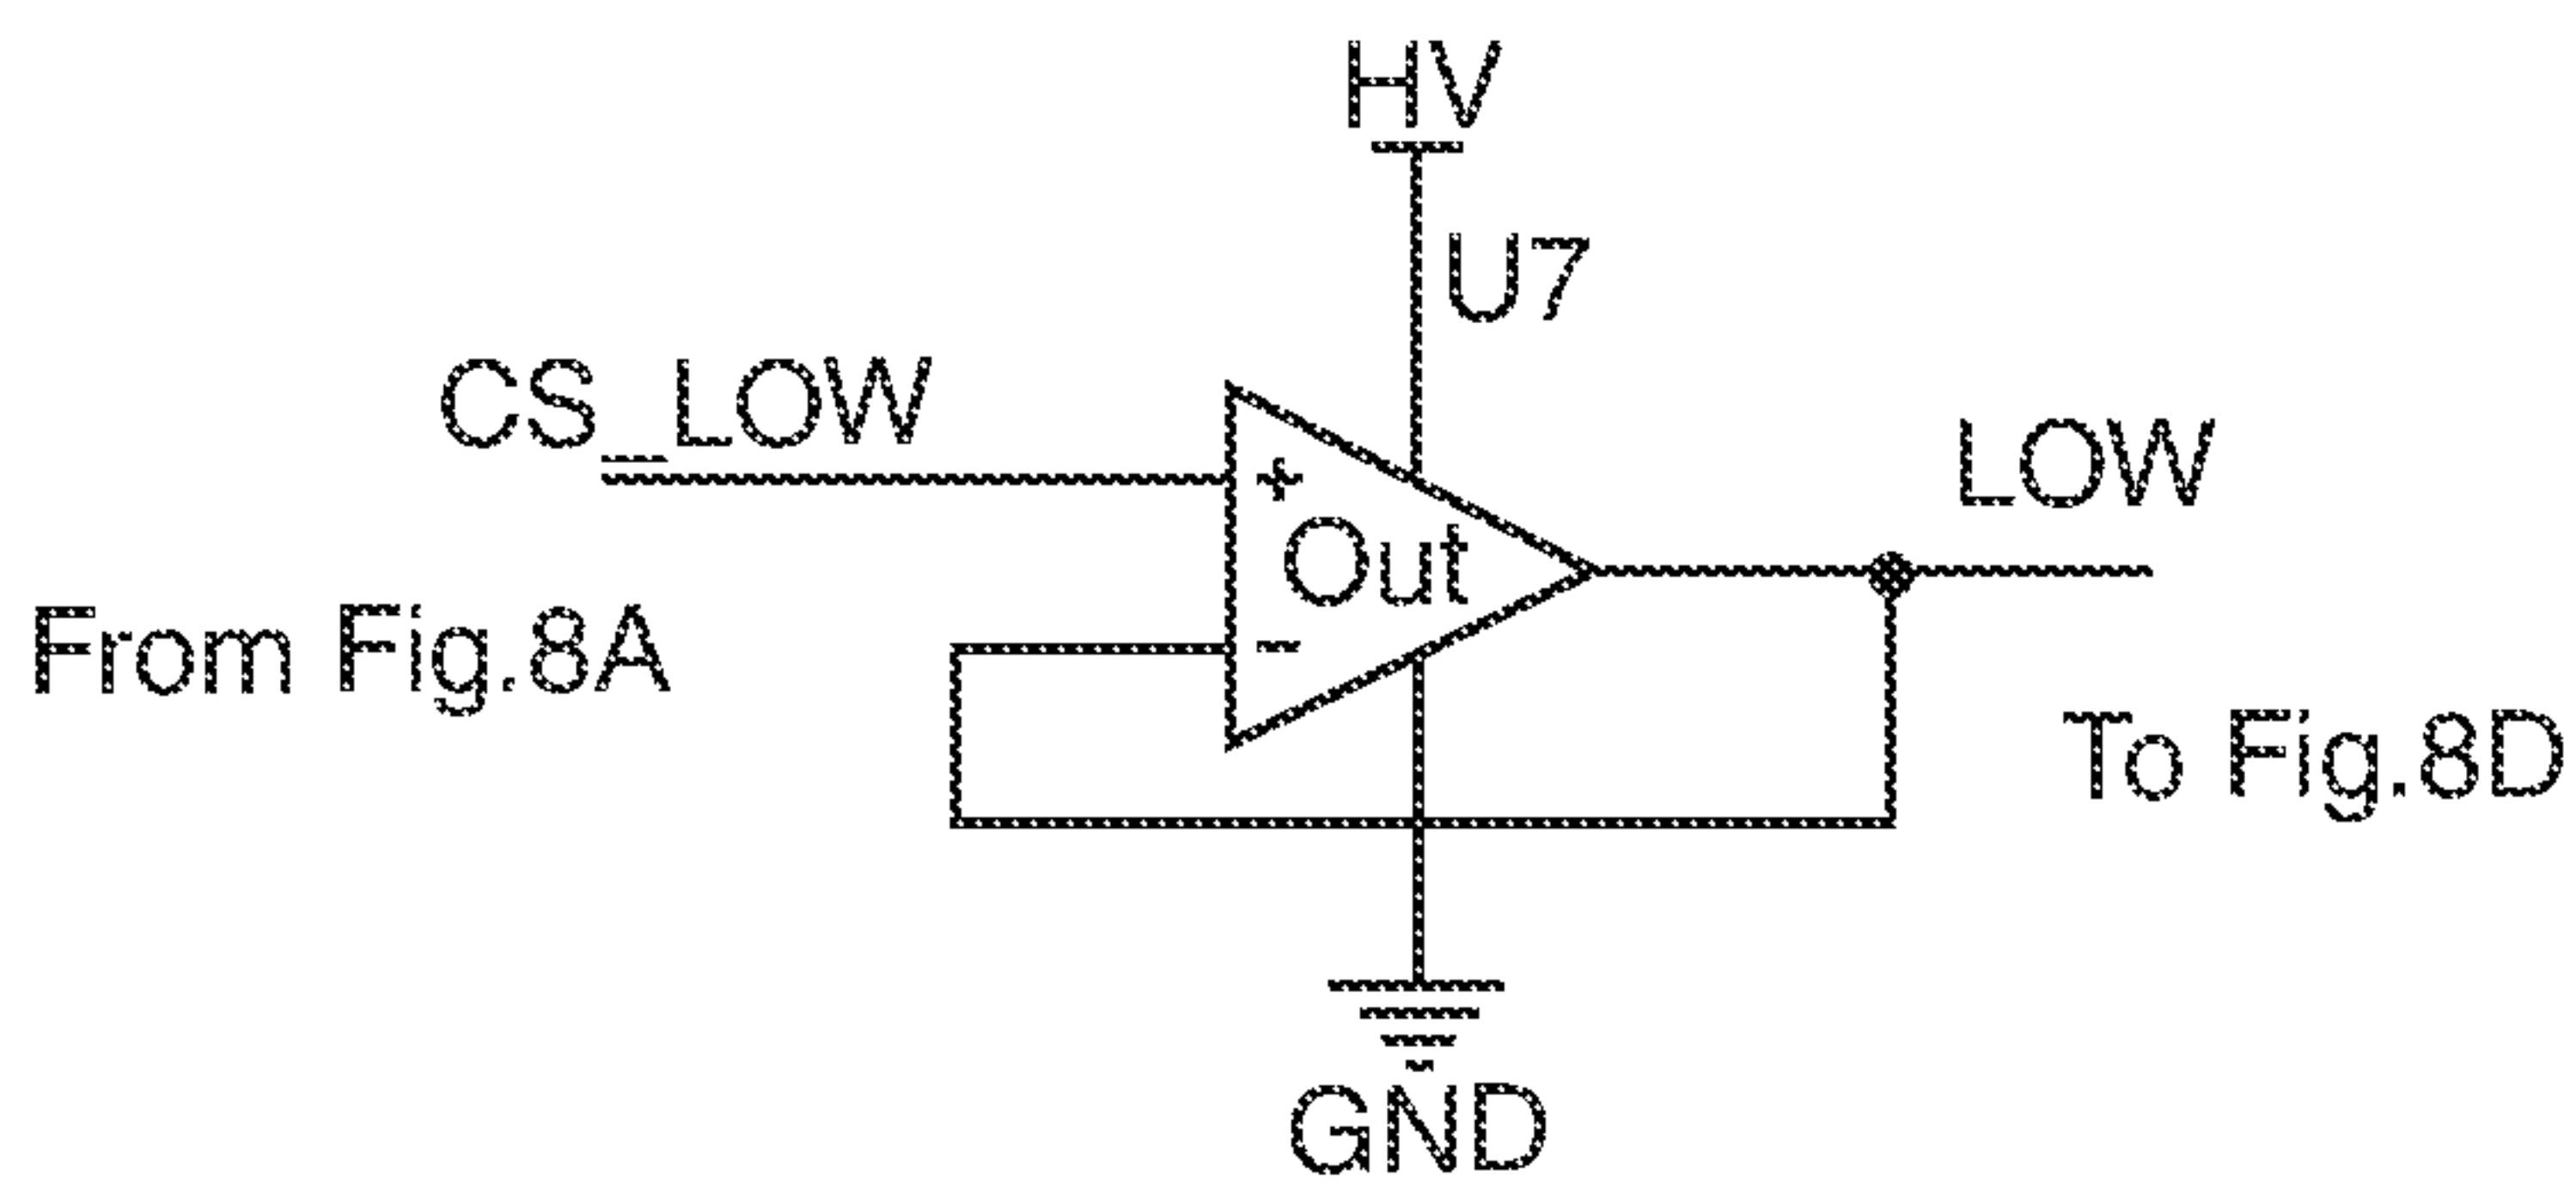 HV
U7
CS_LOW
LOW
+
Out
From Fig.8A
-
To Fig.8D
GND